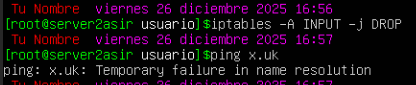 Tu Nombre viernes 26 diciembre 2025 16:56
[root@server2asir usuario]$iptables -A INPUT -j DROP
Tu Nombre viernes 26 diciembre 2025 16:57
[root@server2asir usuario]$ping x.uk
ping: x.uk: Temporary failure in name resolution
Tu Nombre viernes 26 diciembre 2025 16:57